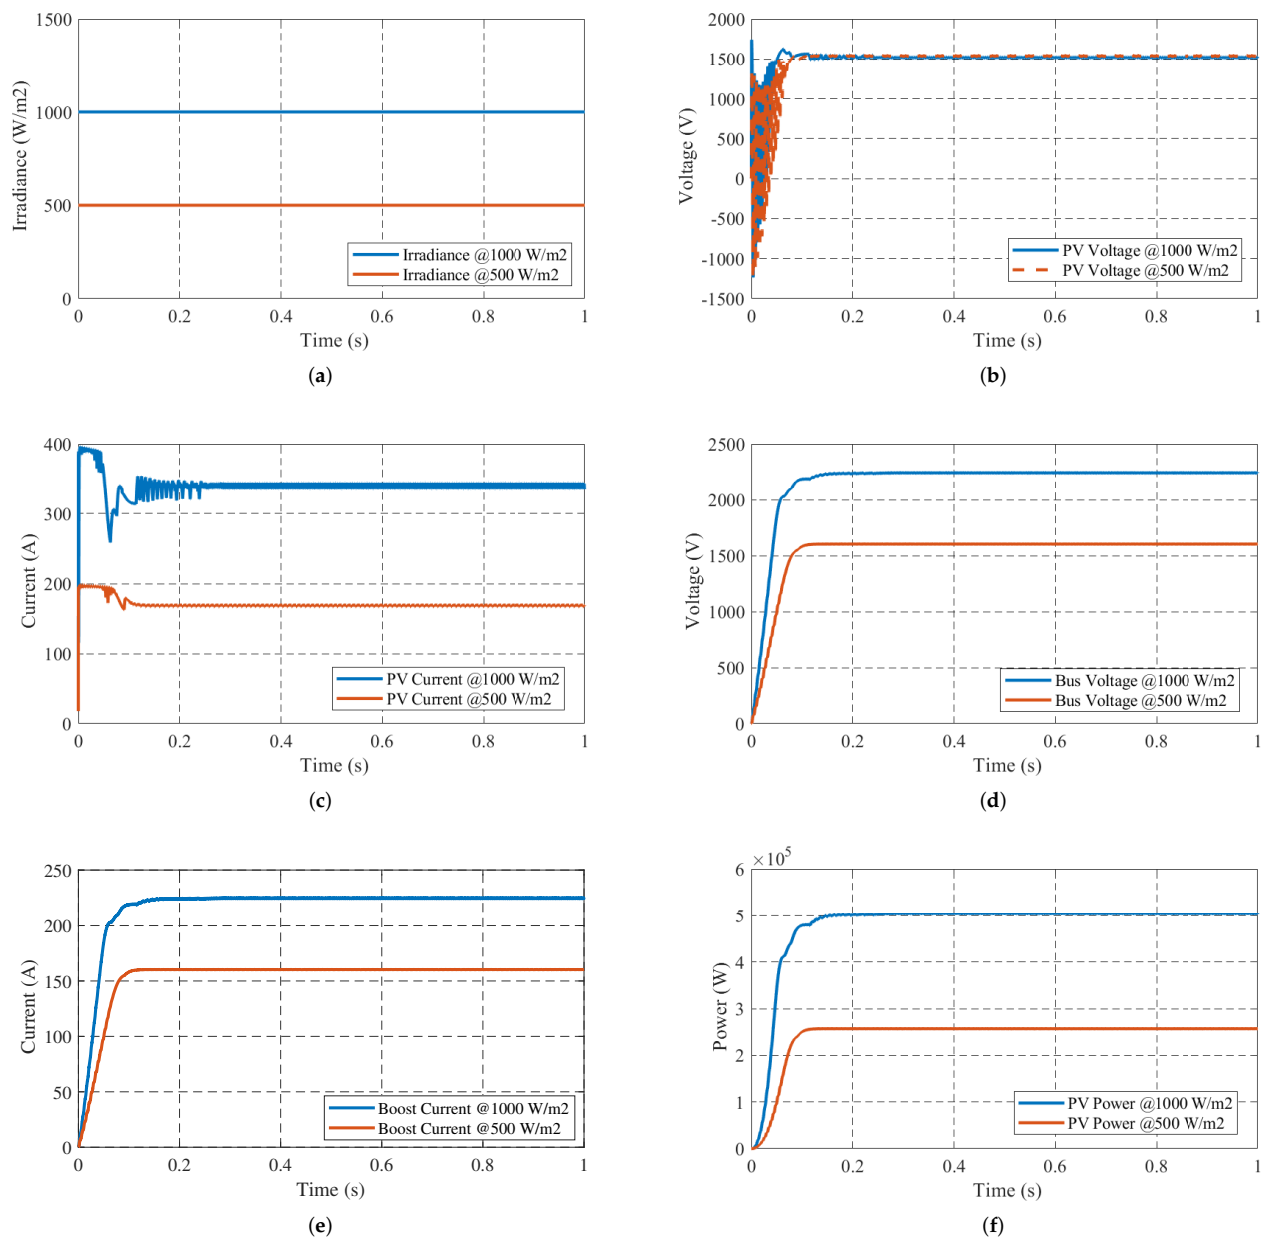 1500
1000
500
0
0
0.2
0.4
0.6
0.8
1
Irradiance (W/m2)
Time (s)
Irradiance @1000 W/m2
Irradiance @500 W/m2
(a)
2000
1500
1000
500
0
-500
-1000
-1500
0
0.2
0.4
0.6
0.8
1
Voltage (V)
Time (s)
PV Voltage @1000 W/m2
PV Voltage @500 W/m2
(b)
400
300
200
100
0
0
0.2
0.4
0.6
0.8
1
Current (A)
Time (s)
PV Current @1000 W/m2
PV Current @500 W/m2
(c)
2500
2000
1500
1000
500
0
0
0.2
0.4
0.6
0.8
1
Voltage (V)
Time (s)
Bus Voltage @1000 W/m2
Bus Voltage @500 W/m2
(d)
250
200
150
100
50
0
0
0.2
0.4
0.6
0.8
1
Current (A)
Time (s)
Boost Current @1000 W/m2
Boost Current @500 W/m2
(e)
×10⁵
6
5
4
3
2
1
0
0
0.2
0.4
0.6
0.8
1
Power (W)
Time (s)
PV Power @1000 W/m2
PV Power @500 W/m2
(f)